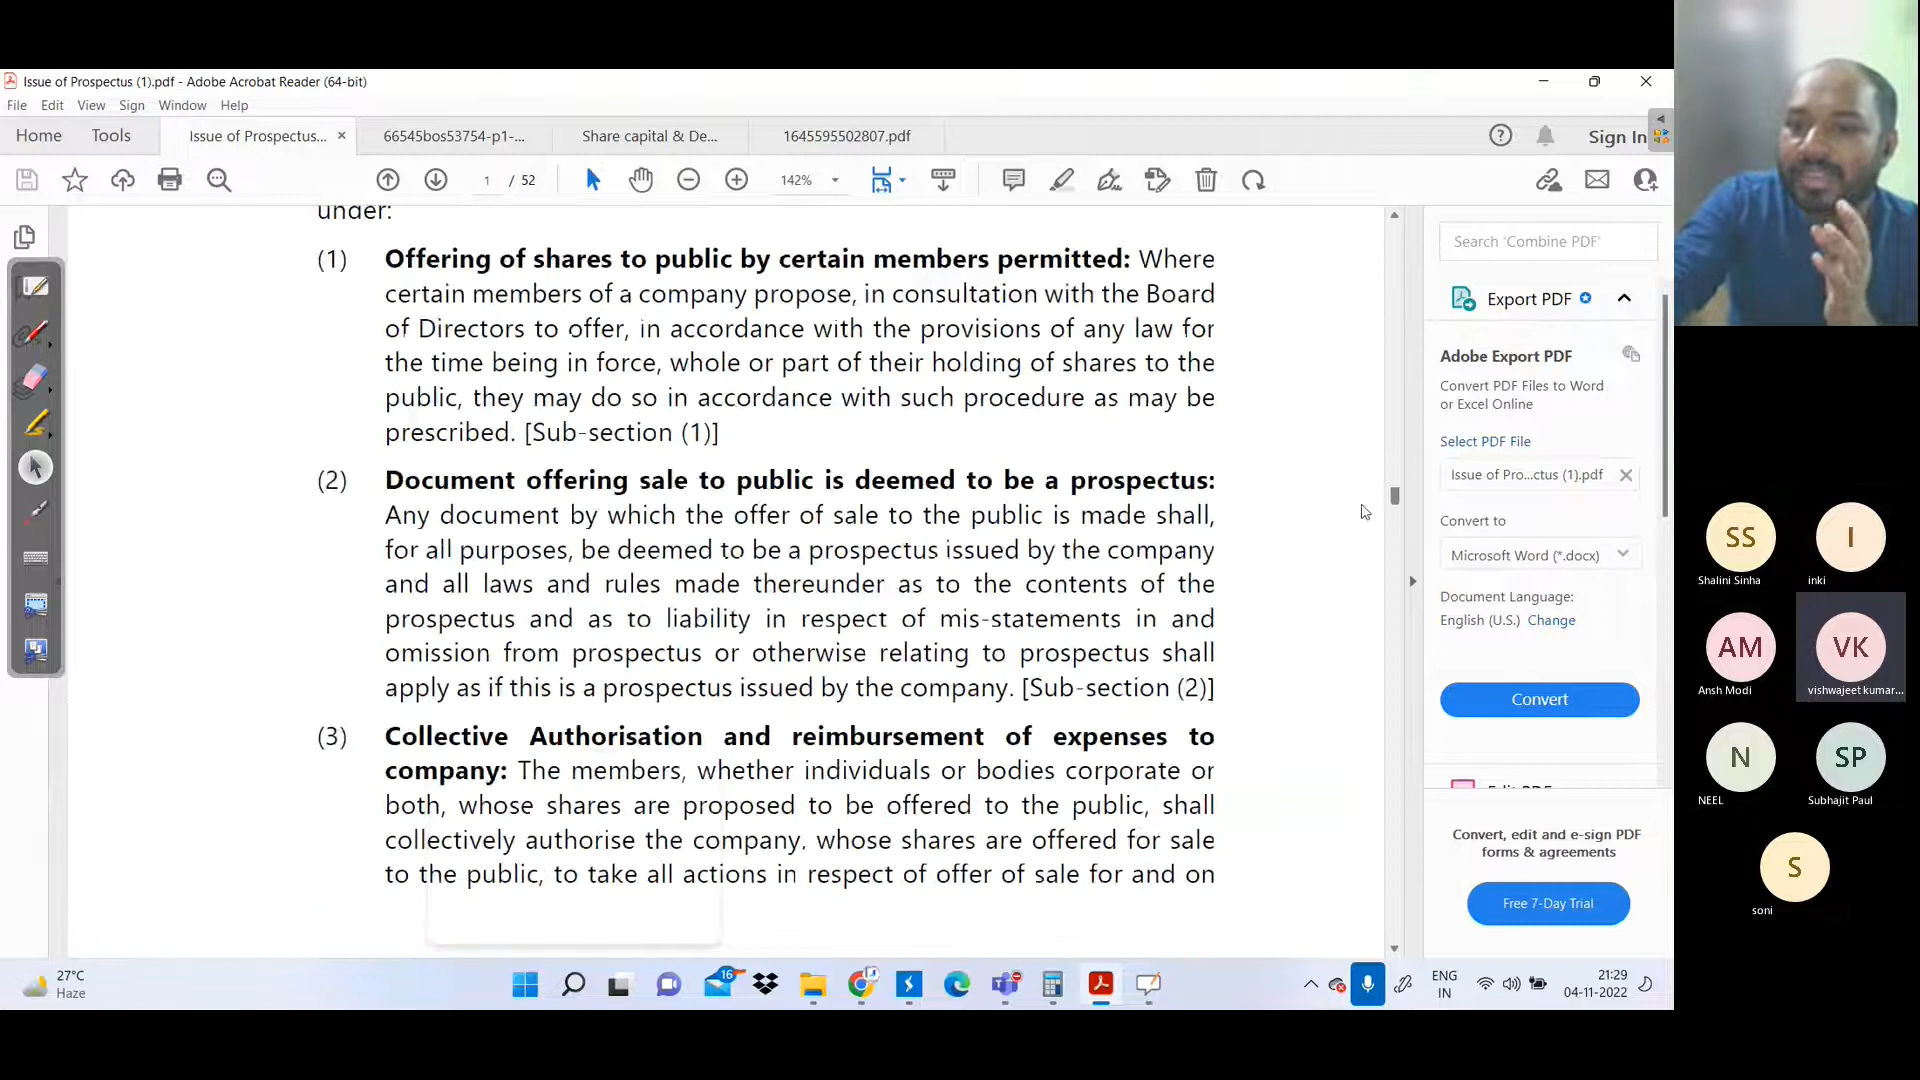 Issue of Prospectus (1).pdf - Adobe Acrobat Reader (64-bit)
File Edit View Sign Window Help
Home Tools Issue of Prospectus... × 66545bos53754-p1-... Share capital & De... 1645595502807.pdf Sign In
1 / 52 142%
under:
(1) Offering of shares to public by certain members permitted: Where
certain members of a company propose, in consultation with the Board
of Directors to offer, in accordance with the provisions of any law for
the time being in force, whole or part of their holding of shares to the
public, they may do so in accordance with such procedure as may be
prescribed. [Sub-section (1)]
(2) Document offering sale to public is deemed to be a prospectus:
Any document by which the offer of sale to the public is made shall,
for all purposes, be deemed to be a prospectus issued by the company
and all laws and rules made thereunder as to the contents of the
prospectus and as to liability in respect of mis-statements in and
omission from prospectus or otherwise relating to prospectus shall
apply as if this is a prospectus issued by the company. [Sub-section (2)]
(3) Collective Authorisation and reimbursement of expenses to
company: The members, whether individuals or bodies corporate or
both, whose shares are proposed to be offered to the public, shall
collectively authorise the company, whose shares are offered for sale
to the public, to take all actions in respect of offer of sale for and on
Search 'Combine PDF'
Export PDF
Adobe Export PDF
Convert PDF Files to Word
or Excel Online
Select PDF File
Issue of Pro...ctus (1).pdf
Convert to
Microsoft Word (*.docx)
Document Language:
English (U.S.) Change
Convert
Convert, edit and e-sign PDF
forms & agreements
Free 7-Day Trial
SS
Shalini Sinha
I
inki
AM
Ansh Modi
VK
vishwajeet kumar...
N
NEEL
SP
Subhajit Paul
S
soni
27°C
Haze
16
ENG
IN
21:29
04-11-2022